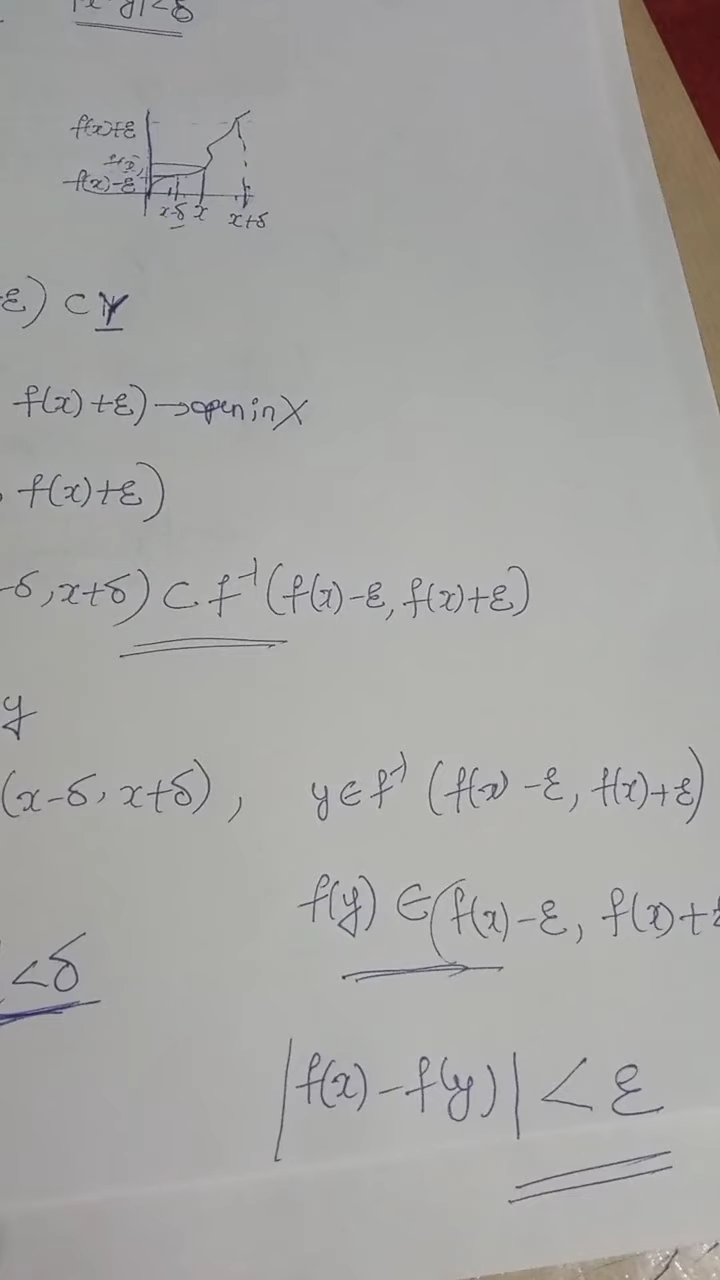 |x-y|<δ
f(x)+ε
f(x)
f(x)-ε
x-δ x x+δ
ε) ⊂ Y
f(x)+ε) → open in X
, f(x)+ε)
-δ, x+δ) ⊂ f⁻¹(f(x)-ε, f(x)+ε)
y
(x-δ, x+δ), y ∈ f⁻¹ (f(x)-ε, f(x)+ε)
f(y) ∈ (f(x)-ε, f(x)+ε
<δ
|f(x)-f(y)| < ε